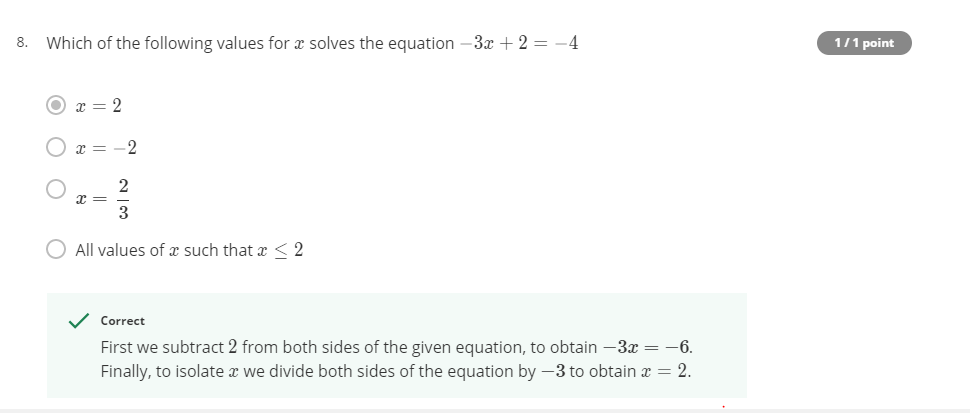 8. Which of the following values for x solves the equation −3x + 2 = −4
1 / 1 point
x = 2
x = −2
x = 2/3
All values of x such that x ≤ 2
Correct
First we subtract 2 from both sides of the given equation, to obtain −3x = −6.
Finally, to isolate x we divide both sides of the equation by −3 to obtain x = 2.